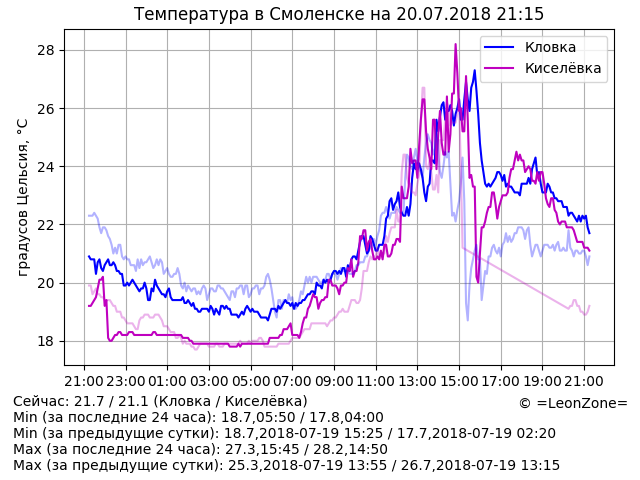 Температура в Смоленске на 20.07.2018 21:15
градусов Цельсия, °C
28
26
24
22
20
18
Кловка
Киселёвка
21:00 23:00 01:00 03:00 05:00 07:00 09:00 11:00 13:00 15:00 17:00 19:00 21:00
Сейчас: 21.7 / 21.1 (Кловка / Киселёвка)
© =LeonZone=
Min (за последние 24 часа): 18.7,05:50 / 17.8,04:00
Min (за предыдущие сутки): 18.7,2018-07-19 15:25 / 17.7,2018-07-19 02:20
Max (за последние 24 часа): 27.3,15:45 / 28.2,14:50
Max (за предыдущие сутки): 25.3,2018-07-19 13:55 / 26.7,2018-07-19 13:15